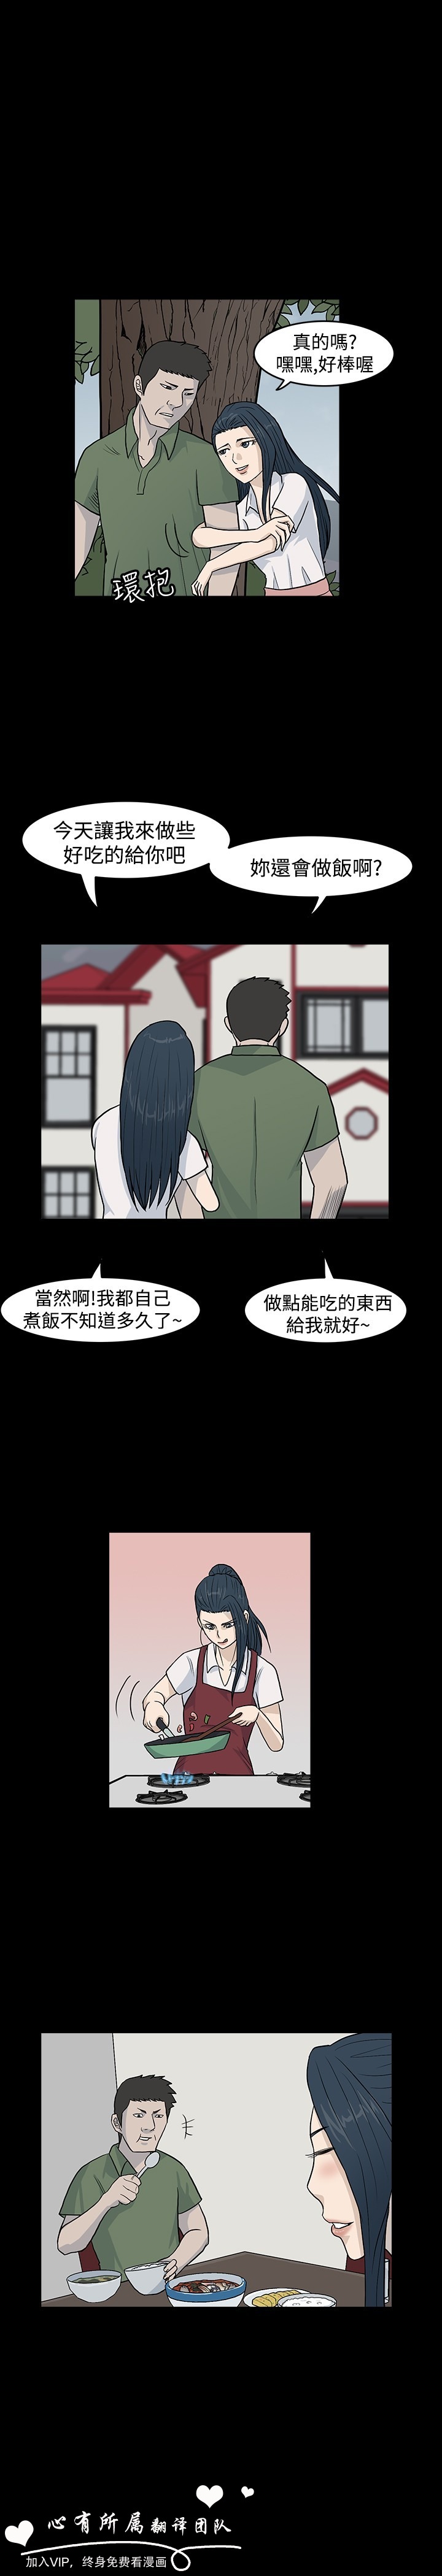 真的嗎?
嘿嘿,好棒喔
環抱
今天讓我來做些
好吃的給你吧
妳還會做飯啊?
當然啊!我都自己
煮飯不知道多久了~
做點能吃的東西
給我就好~
心有所属翻译团队
加入VIP，终身免费看漫画